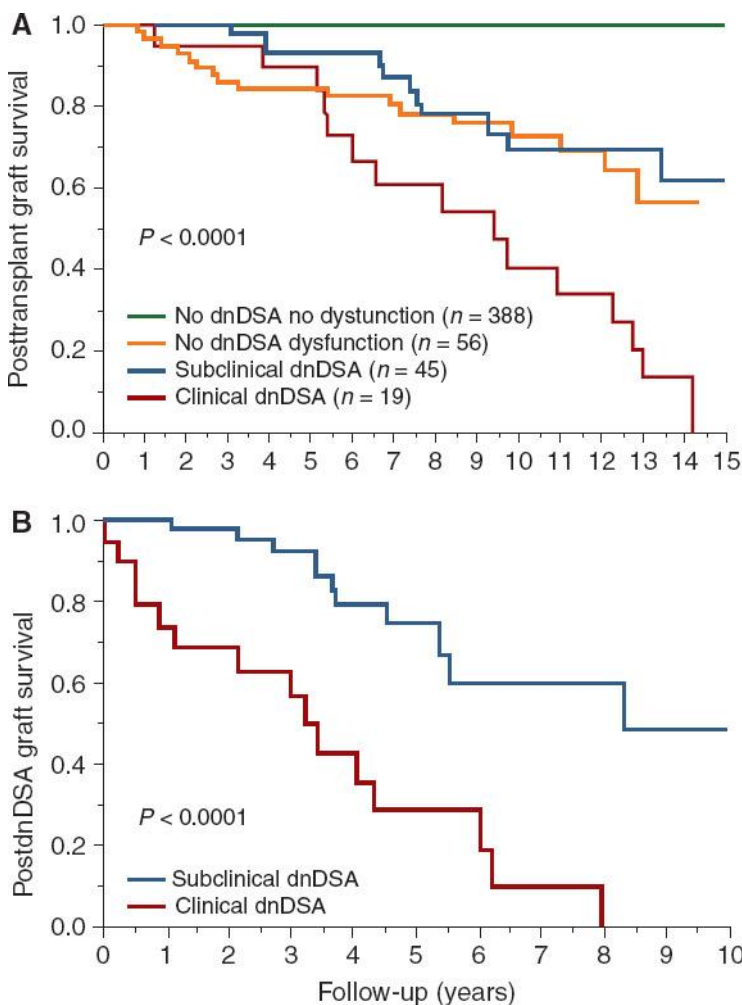 A
Posttransplant graft survival
1.0
0.8
0.6
0.4
0.2
0.0
P < 0.0001
No dnDSA no dystunction (n = 388)
No dnDSA dysfunction (n = 56)
Subclinical dnDSA (n = 45)
Clinical dnDSA (n = 19)
0 1 2 3 4 5 6 7 8 9 10 11 12 13 14 15
B
PostdnDSA graft survival
1.0
0.8
0.6
0.4
0.2
0.0
P < 0.0001
Subclinical dnDSA
Clinical dnDSA
0 1 2 3 4 5 6 7 8 9 10
Follow-up (years)